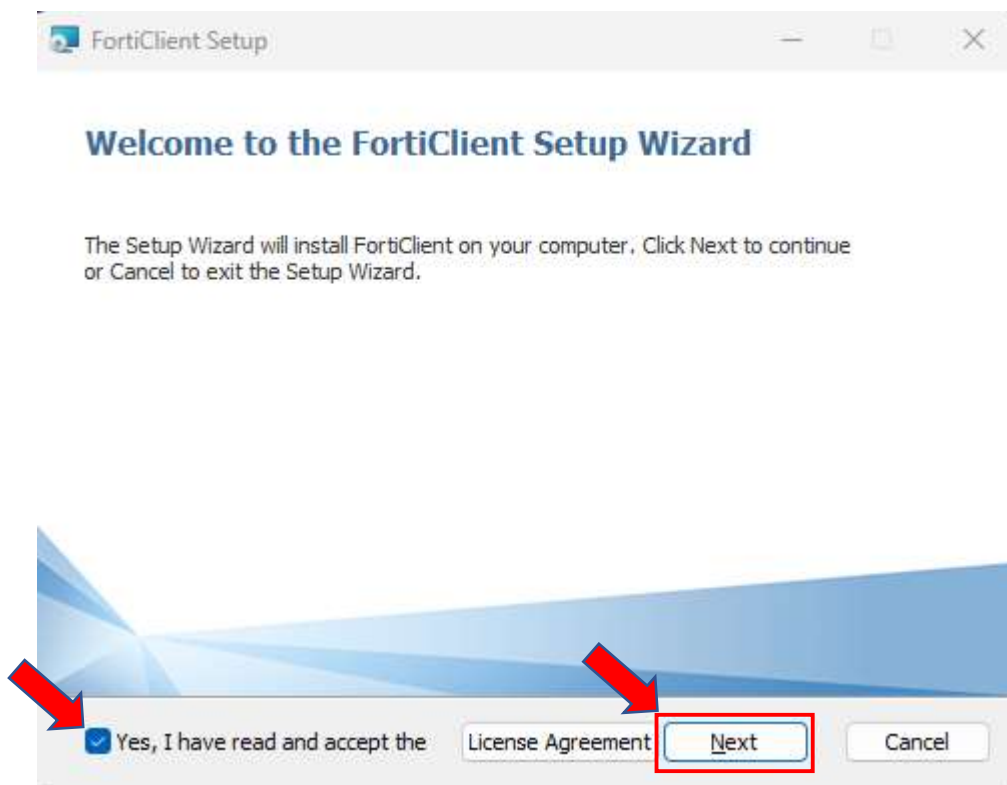 FortiClient Setup
Welcome to the FortiClient Setup Wizard
The Setup Wizard will install FortiClient on your computer. Click Next to continue
or Cancel to exit the Setup Wizard.
Yes, I have read and accept the License Agreement Next Cancel